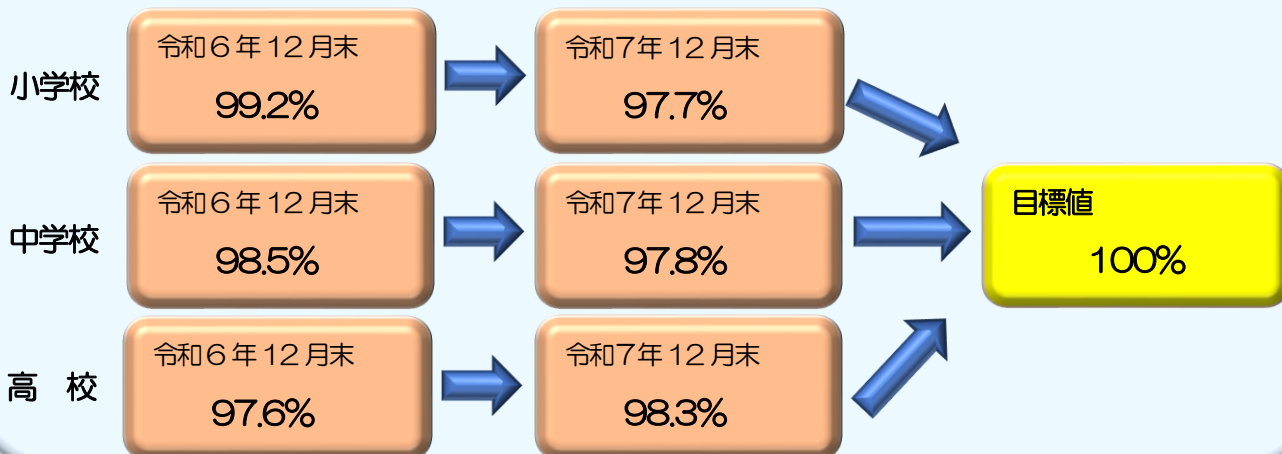 小学校
令和６年１２月末
99.2%
令和7年１２月末
97.7%
中学校
令和６年１２月末
98.5%
令和7年１２月末
97.8%
目標値
100%
高　校
令和６年１２月末
97.6%
令和7年１２月末
98.3%